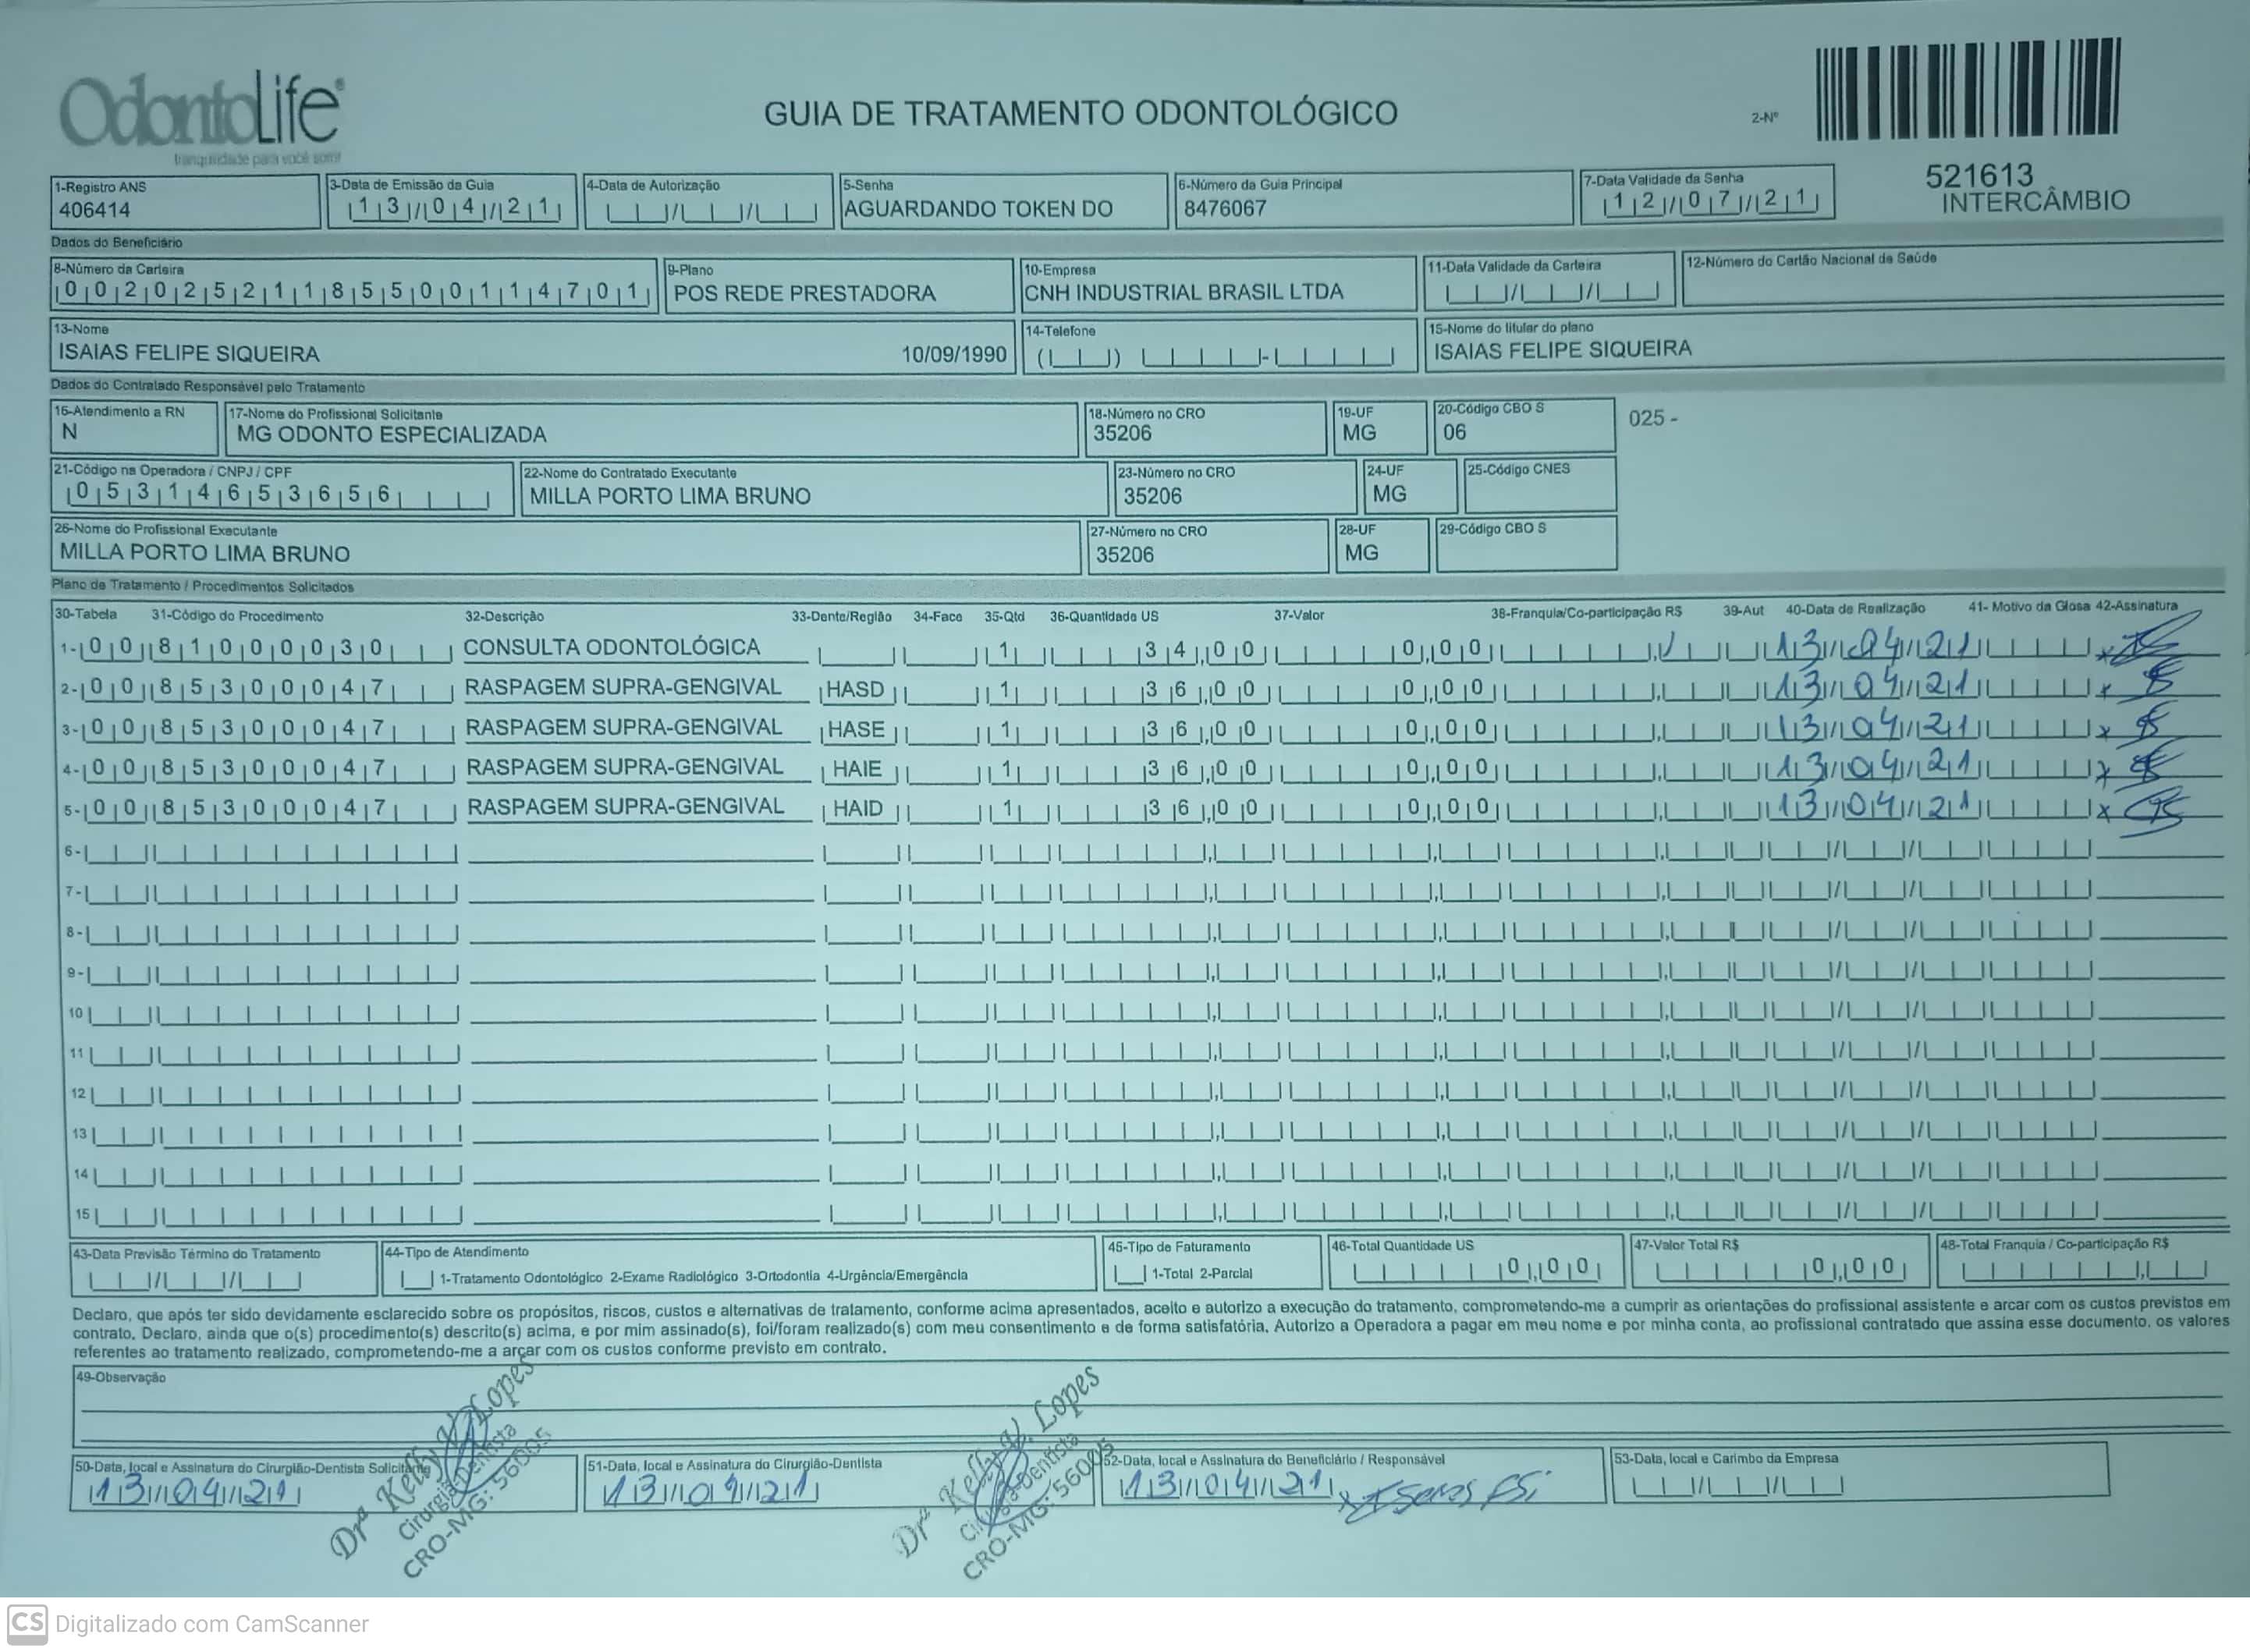 OdontoLife®
tranquilidade para você sorrir
GUIA DE TRATAMENTO ODONTOLÓGICO
2-Nº
521613
INTERCÂMBIO
1-Registro ANS
406414
3-Data de Emissão da Guia
13/04/21
4-Data de Autorização
5-Senha
AGUARDANDO TOKEN DO
6-Número da Guia Principal
8476067
7-Data Validade da Senha
12/07/21
Dados do Beneficiário
8-Número da Carteira
00202521185500114701
9-Plano
POS REDE PRESTADORA
10-Empresa
CNH INDUSTRIAL BRASIL LTDA
11-Data Validade da Carteira
12-Número do Cartão Nacional de Saúde
13-Nome
ISAIAS FELIPE SIQUEIRA 10/09/1990
14-Telefone
15-Nome do titular do plano
ISAIAS FELIPE SIQUEIRA
Dados do Contratado Responsável pelo Tratamento
16-Atendimento a RN
N
17-Nome do Profissional Solicitante
MG ODONTO ESPECIALIZADA
18-Número no CRO
35206
19-UF
MG
20-Código CBO S
06
025 -
21-Código na Operadora / CNPJ / CPF
05314653656
22-Nome do Contratado Executante
MILLA PORTO LIMA BRUNO
23-Número no CRO
35206
24-UF
MG
25-Código CNES
26-Nome do Profissional Executante
MILLA PORTO LIMA BRUNO
27-Número no CRO
35206
28-UF
MG
29-Código CBO S
Plano de Tratamento / Procedimentos Solicitados
30-Tabela 31-Código do Procedimento 32-Descrição 33-Dente/Região 34-Face 35-Qtd 36-Quantidade US 37-Valor 38-Franquia/Co-participação R$ 39-Aut 40-Data de Realização 41- Motivo da Glosa 42-Assinatura
1- 00 81000030 CONSULTA ODONTOLÓGICA 1 34,00 0,00 13/04/21
2- 00 85300047 RASPAGEM SUPRA-GENGIVAL HASD 1 36,00 0,00 13/04/21
3- 00 85300047 RASPAGEM SUPRA-GENGIVAL HASE 1 36,00 0,00 13/04/21
4- 00 85300047 RASPAGEM SUPRA-GENGIVAL HAIE 1 36,00 0,00 13/04/21
5- 00 85300047 RASPAGEM SUPRA-GENGIVAL HAID 1 36,00 0,00 13/04/21
6-
7-
8-
9-
10
11
12
13
14
15
43-Data Previsão Término do Tratamento
44-Tipo de Atendimento
1-Tratamento Odontológico 2-Exame Radiológico 3-Ortodontia 4-Urgência/Emergência
45-Tipo de Faturamento
1-Total 2-Parcial
46-Total Quantidade US
0,00
47-Valor Total R$
0,00
48-Total Franquia / Co-participação R$
Declaro, que após ter sido devidamente esclarecido sobre os propósitos, riscos, custos e alternativas de tratamento, conforme acima apresentados, aceito e autorizo a execução do tratamento, comprometendo-me a cumprir as orientações do profissional assistente e arcar com os custos previstos em
contrato. Declaro, ainda que o(s) procedimento(s) descrito(s) acima, e por mim assinado(s), foi/foram realizado(s) com meu consentimento e de forma satisfatória. Autorizo a Operadora a pagar em meu nome e por minha conta, ao profissional contratado que assina esse documento, os valores
referentes ao tratamento realizado, comprometendo-me a arcar com os custos conforme previsto em contrato.
49-Observação
50-Data, local e Assinatura do Cirurgião-Dentista Solicitante
13/04/21
Drª Kelly V. Lopes
Cirurgiã-Dentista
CRO-MG: 56005
51-Data, local e Assinatura do Cirurgião-Dentista
13/04/21
Drª Kelly V. Lopes
Cirurgiã-Dentista
CRO-MG: 56005
52-Data, local e Assinatura do Beneficiário / Responsável
13/04/21
53-Data, local e Carimbo da Empresa
CS Digitalizado com CamScanner